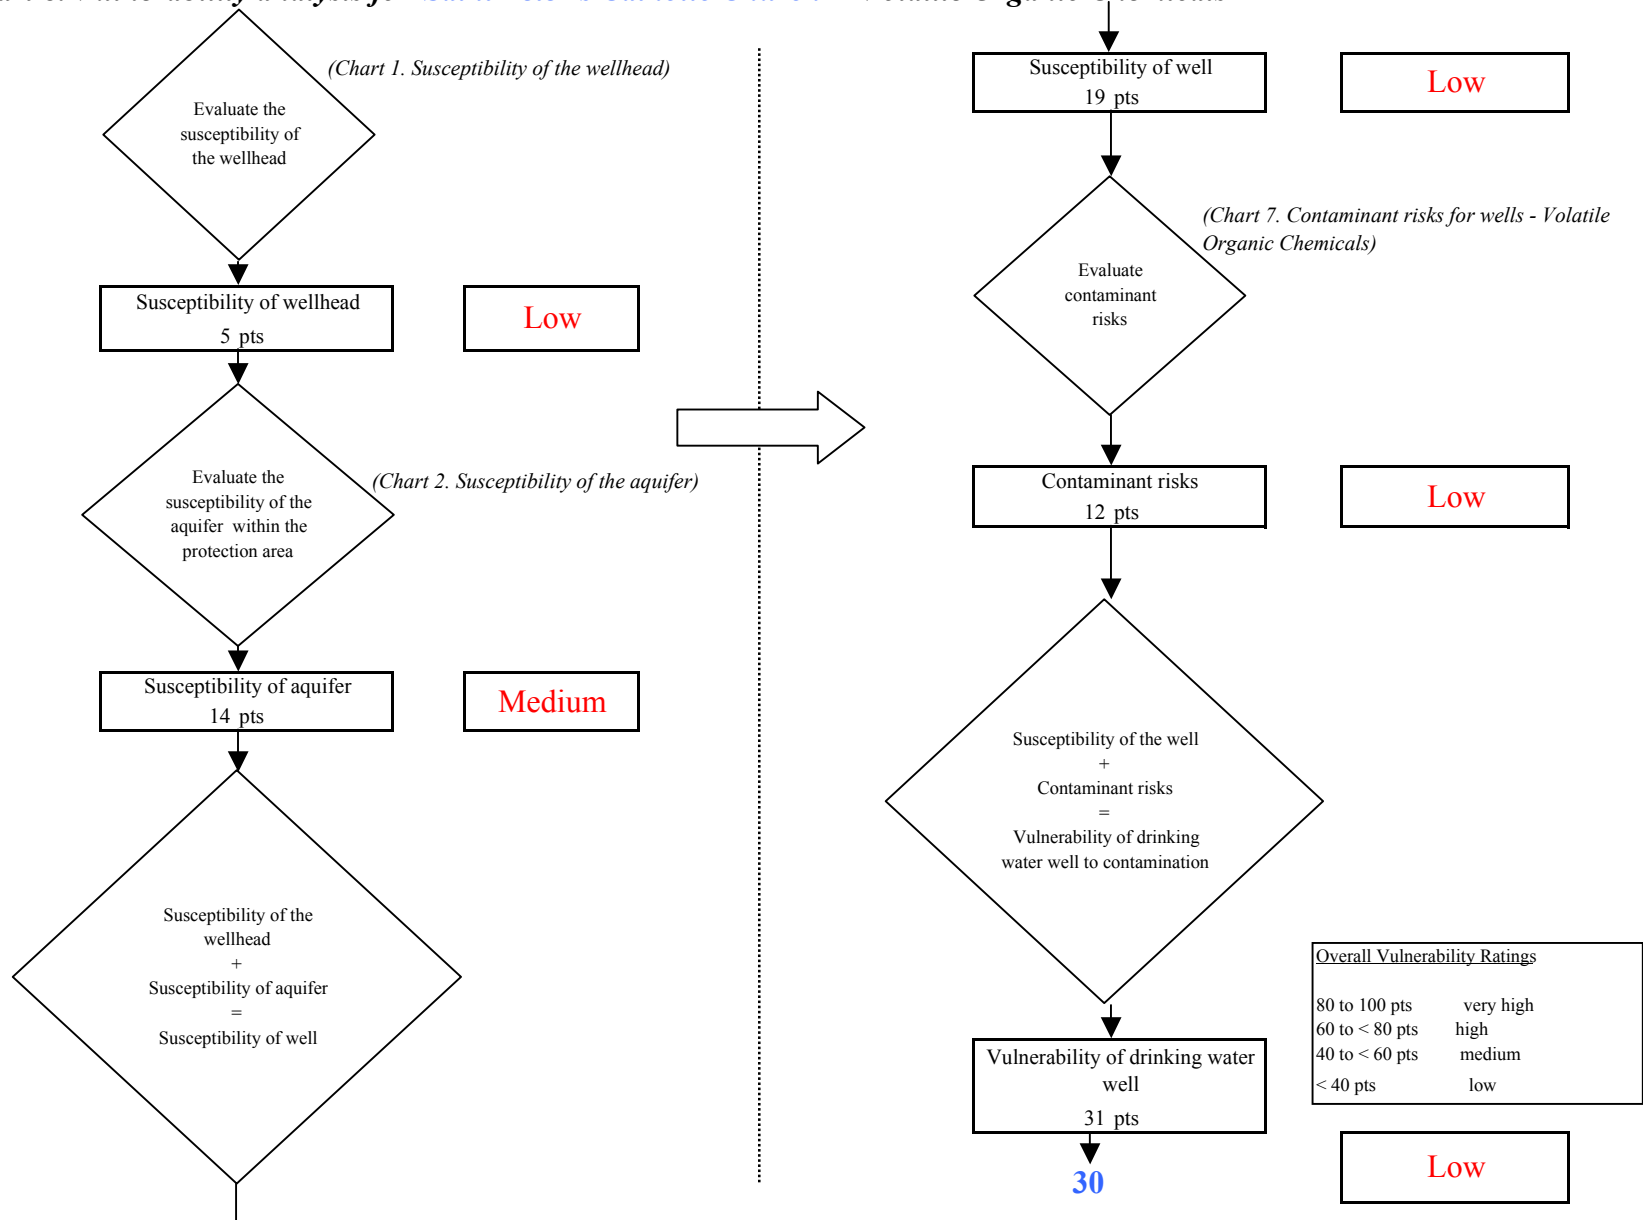 Organic Chemicals
(Chart 1. Susceptibility of the wellhead)
Evaluate the
susceptibility of
the wellhead
Susceptibility of wellhead
5 pts
Low
Evaluate the
susceptibility of the
aquifer within the
protection area
(Chart 2. Susceptibility of the aquifer)
Susceptibility of aquifer
14 pts
Medium
Susceptibility of the
wellhead
+
Susceptibility of aquifer
=
Susceptibility of well
Susceptibility of well
19 pts
Low
(Chart 7. Contaminant risks for wells - Volatile
Organic Chemicals)
Evaluate
contaminant
risks
Contaminant risks
12 pts
Low
Susceptibility of the well
+
Contaminant risks
=
Vulnerability of drinking
water well to contamination
Overall Vulnerability Ratings
80 to 100 pts very high
60 to < 80 pts high
40 to < 60 pts medium
< 40 pts low
Vulnerability of drinking water
well
31 pts
30
Low